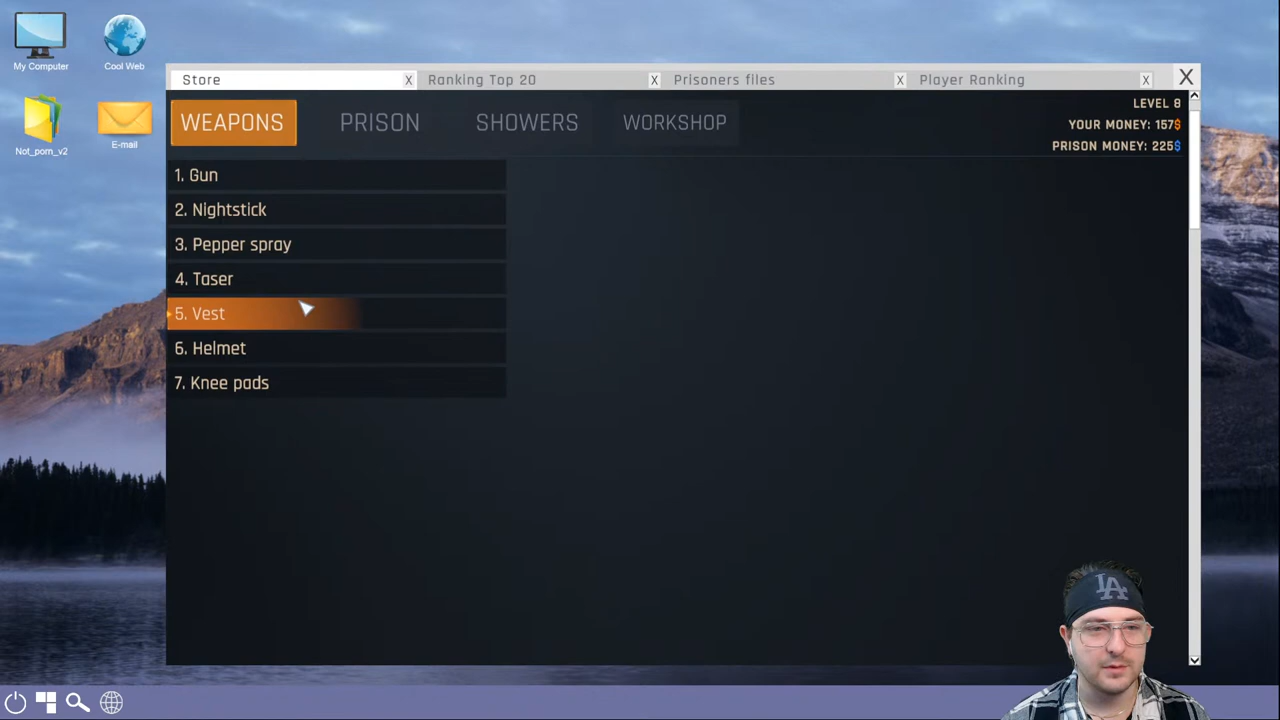 My Computer
Cool Web
Not_porn_v2
E-mail
Store X
Ranking Top 20 X
Prisoners files X
Player Ranking X
X
WEAPONS
PRISON
SHOWERS
WORKSHOP
LEVEL 8
YOUR MONEY: 157$
PRISON MONEY: 225$
1. Gun
2. Nightstick
3. Pepper spray
4. Taser
5. Vest
6. Helmet
7. Knee pads
LA